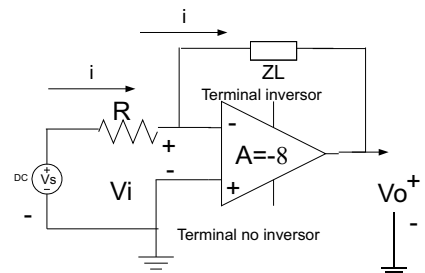 i
ZL
i
Terminal inversor
R
-
+
A=-8
DC
+
Vs
-
-
Vi
-
+
Vo
+
-
Terminal no inversor
-